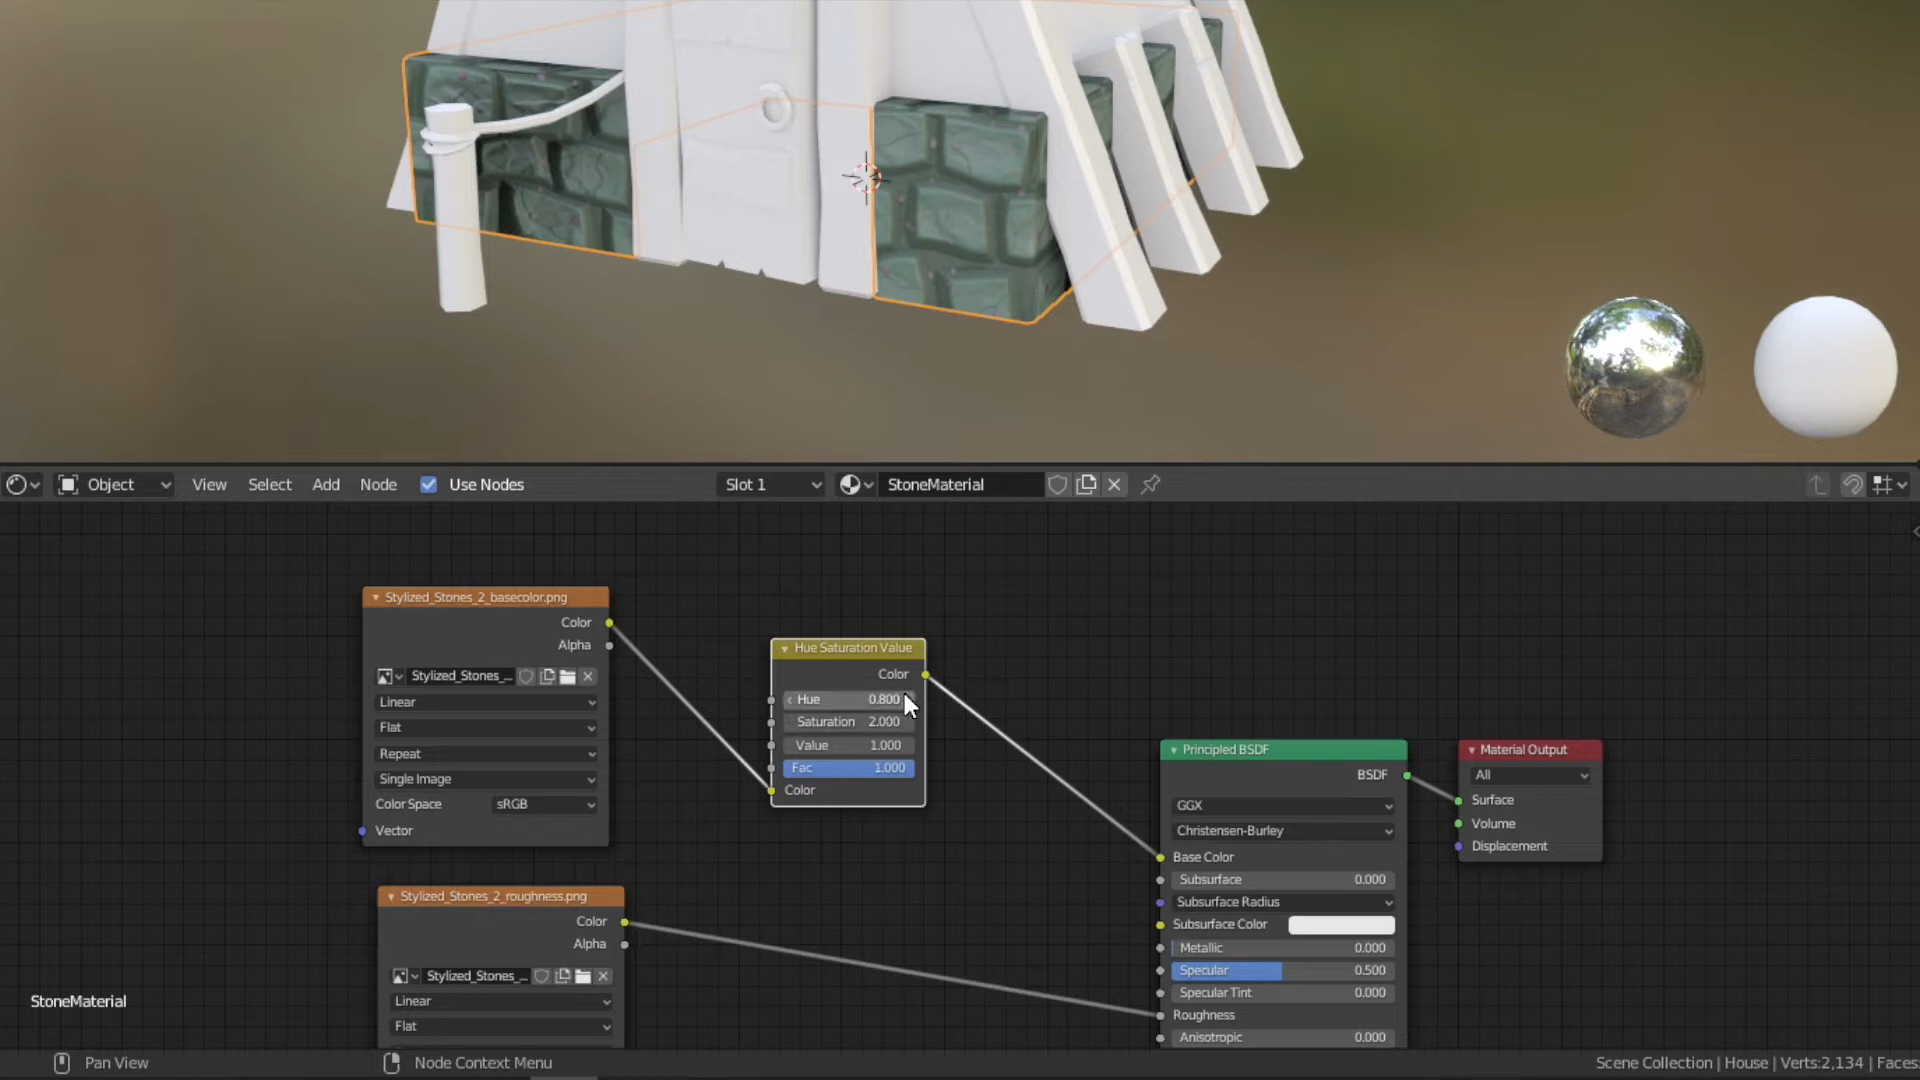 Object View Select Add Node Use Nodes Slot 1 StoneMaterial
Stylized_Stones_2_basecolor.png
Color
Alpha
Stylized_Stones_...
Linear
Flat
Repeat
Single Image
Color Space sRGB
Vector
Hue Saturation Value
Color
Hue 0.800
Saturation 2.000
Value 1.000
Fac 1.000
Color
Principled BSDF
BSDF
GGX
Christensen-Burley
Base Color
Subsurface 0.000
Subsurface Radius
Subsurface Color
Metallic 0.000
Specular 0.500
Specular Tint 0.000
Roughness
Anisotropic 0.000
Material Output
All
Surface
Volume
Displacement
Stylized_Stones_2_roughness.png
Color
Alpha
Stylized_Stones_...
Linear
Flat
StoneMaterial
Pan View Node Context Menu Scene Collection | House | Verts:2,134 | Faces: